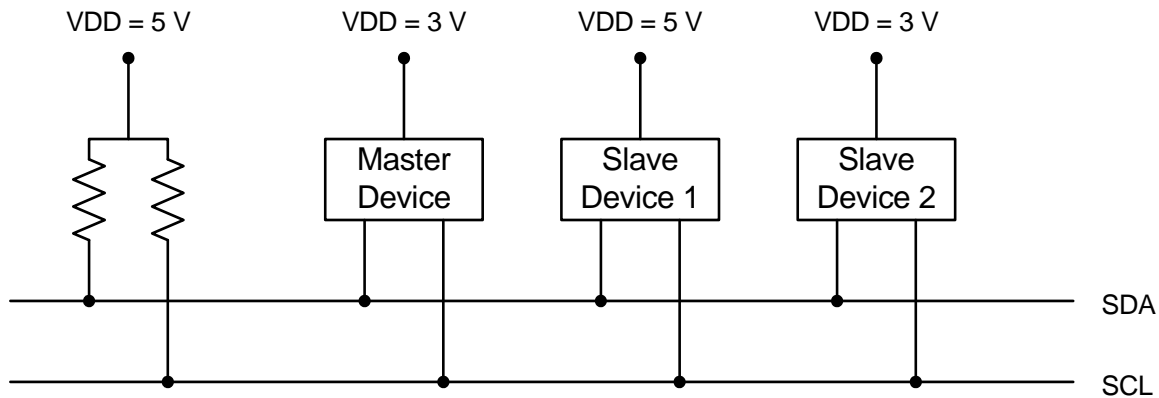 VDD = 5 V
VDD = 3 V
VDD = 5 V
VDD = 3 V
Master
Device
Slave
Device 1
Slave
Device 2
SDA
SCL